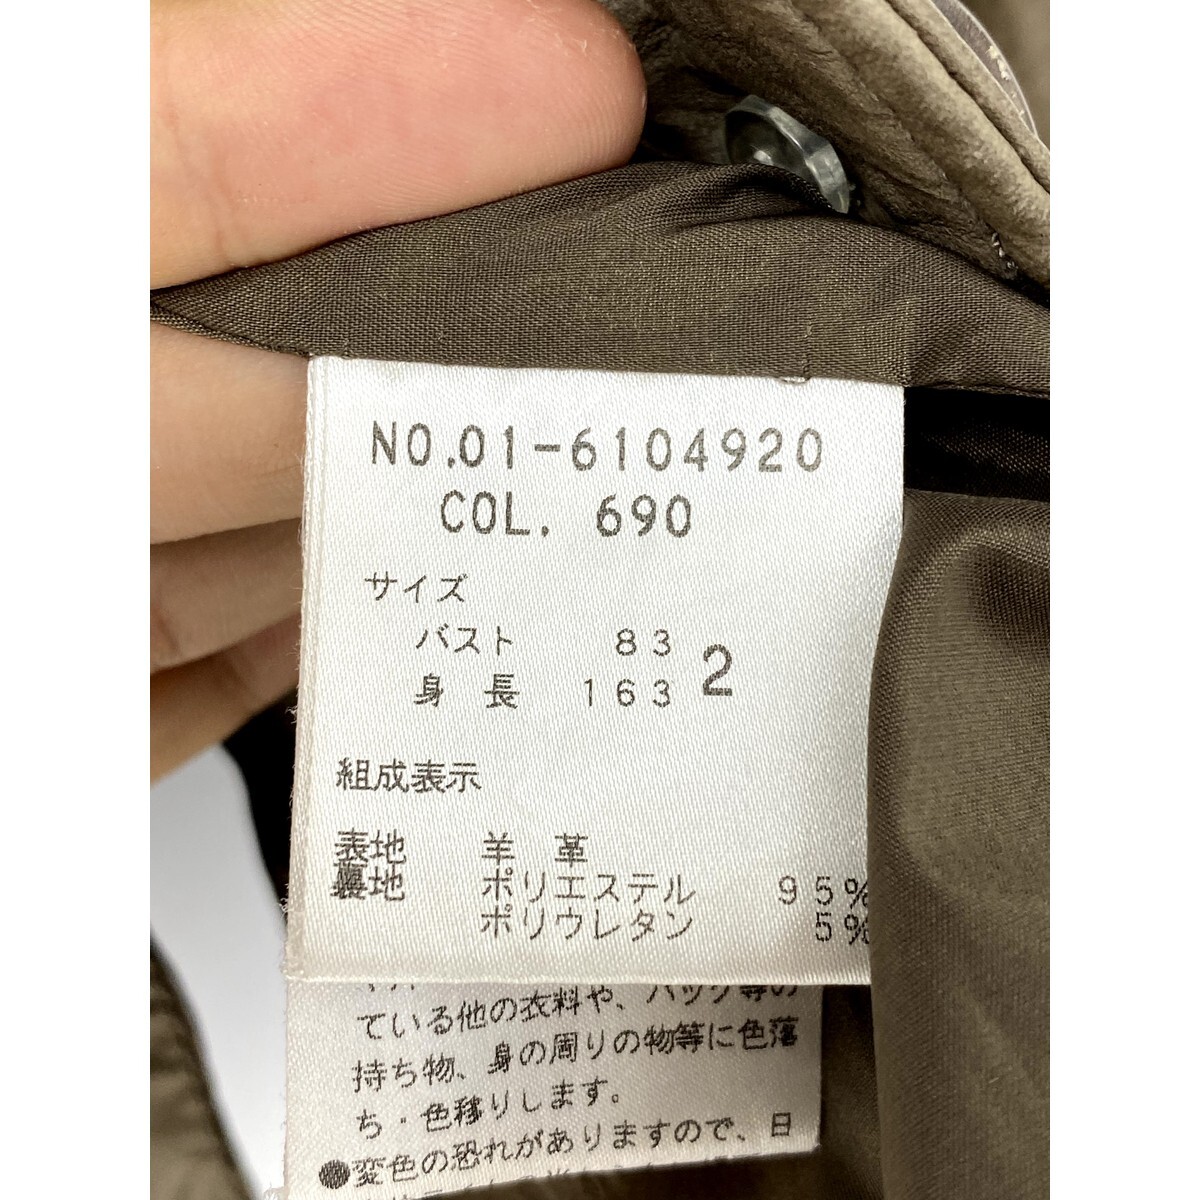 NO.01-6104920
COL. 690
サイズ
バスト 83
身長 163 2
組成表示
表地 羊革
裏地 ポリエステル 95%
ポリウレタン 5%
ている他の衣料や、バッグ等の
持ち物、身の周りの物等に色落
ち・色移りします。
●変色の恐れがありますので、日